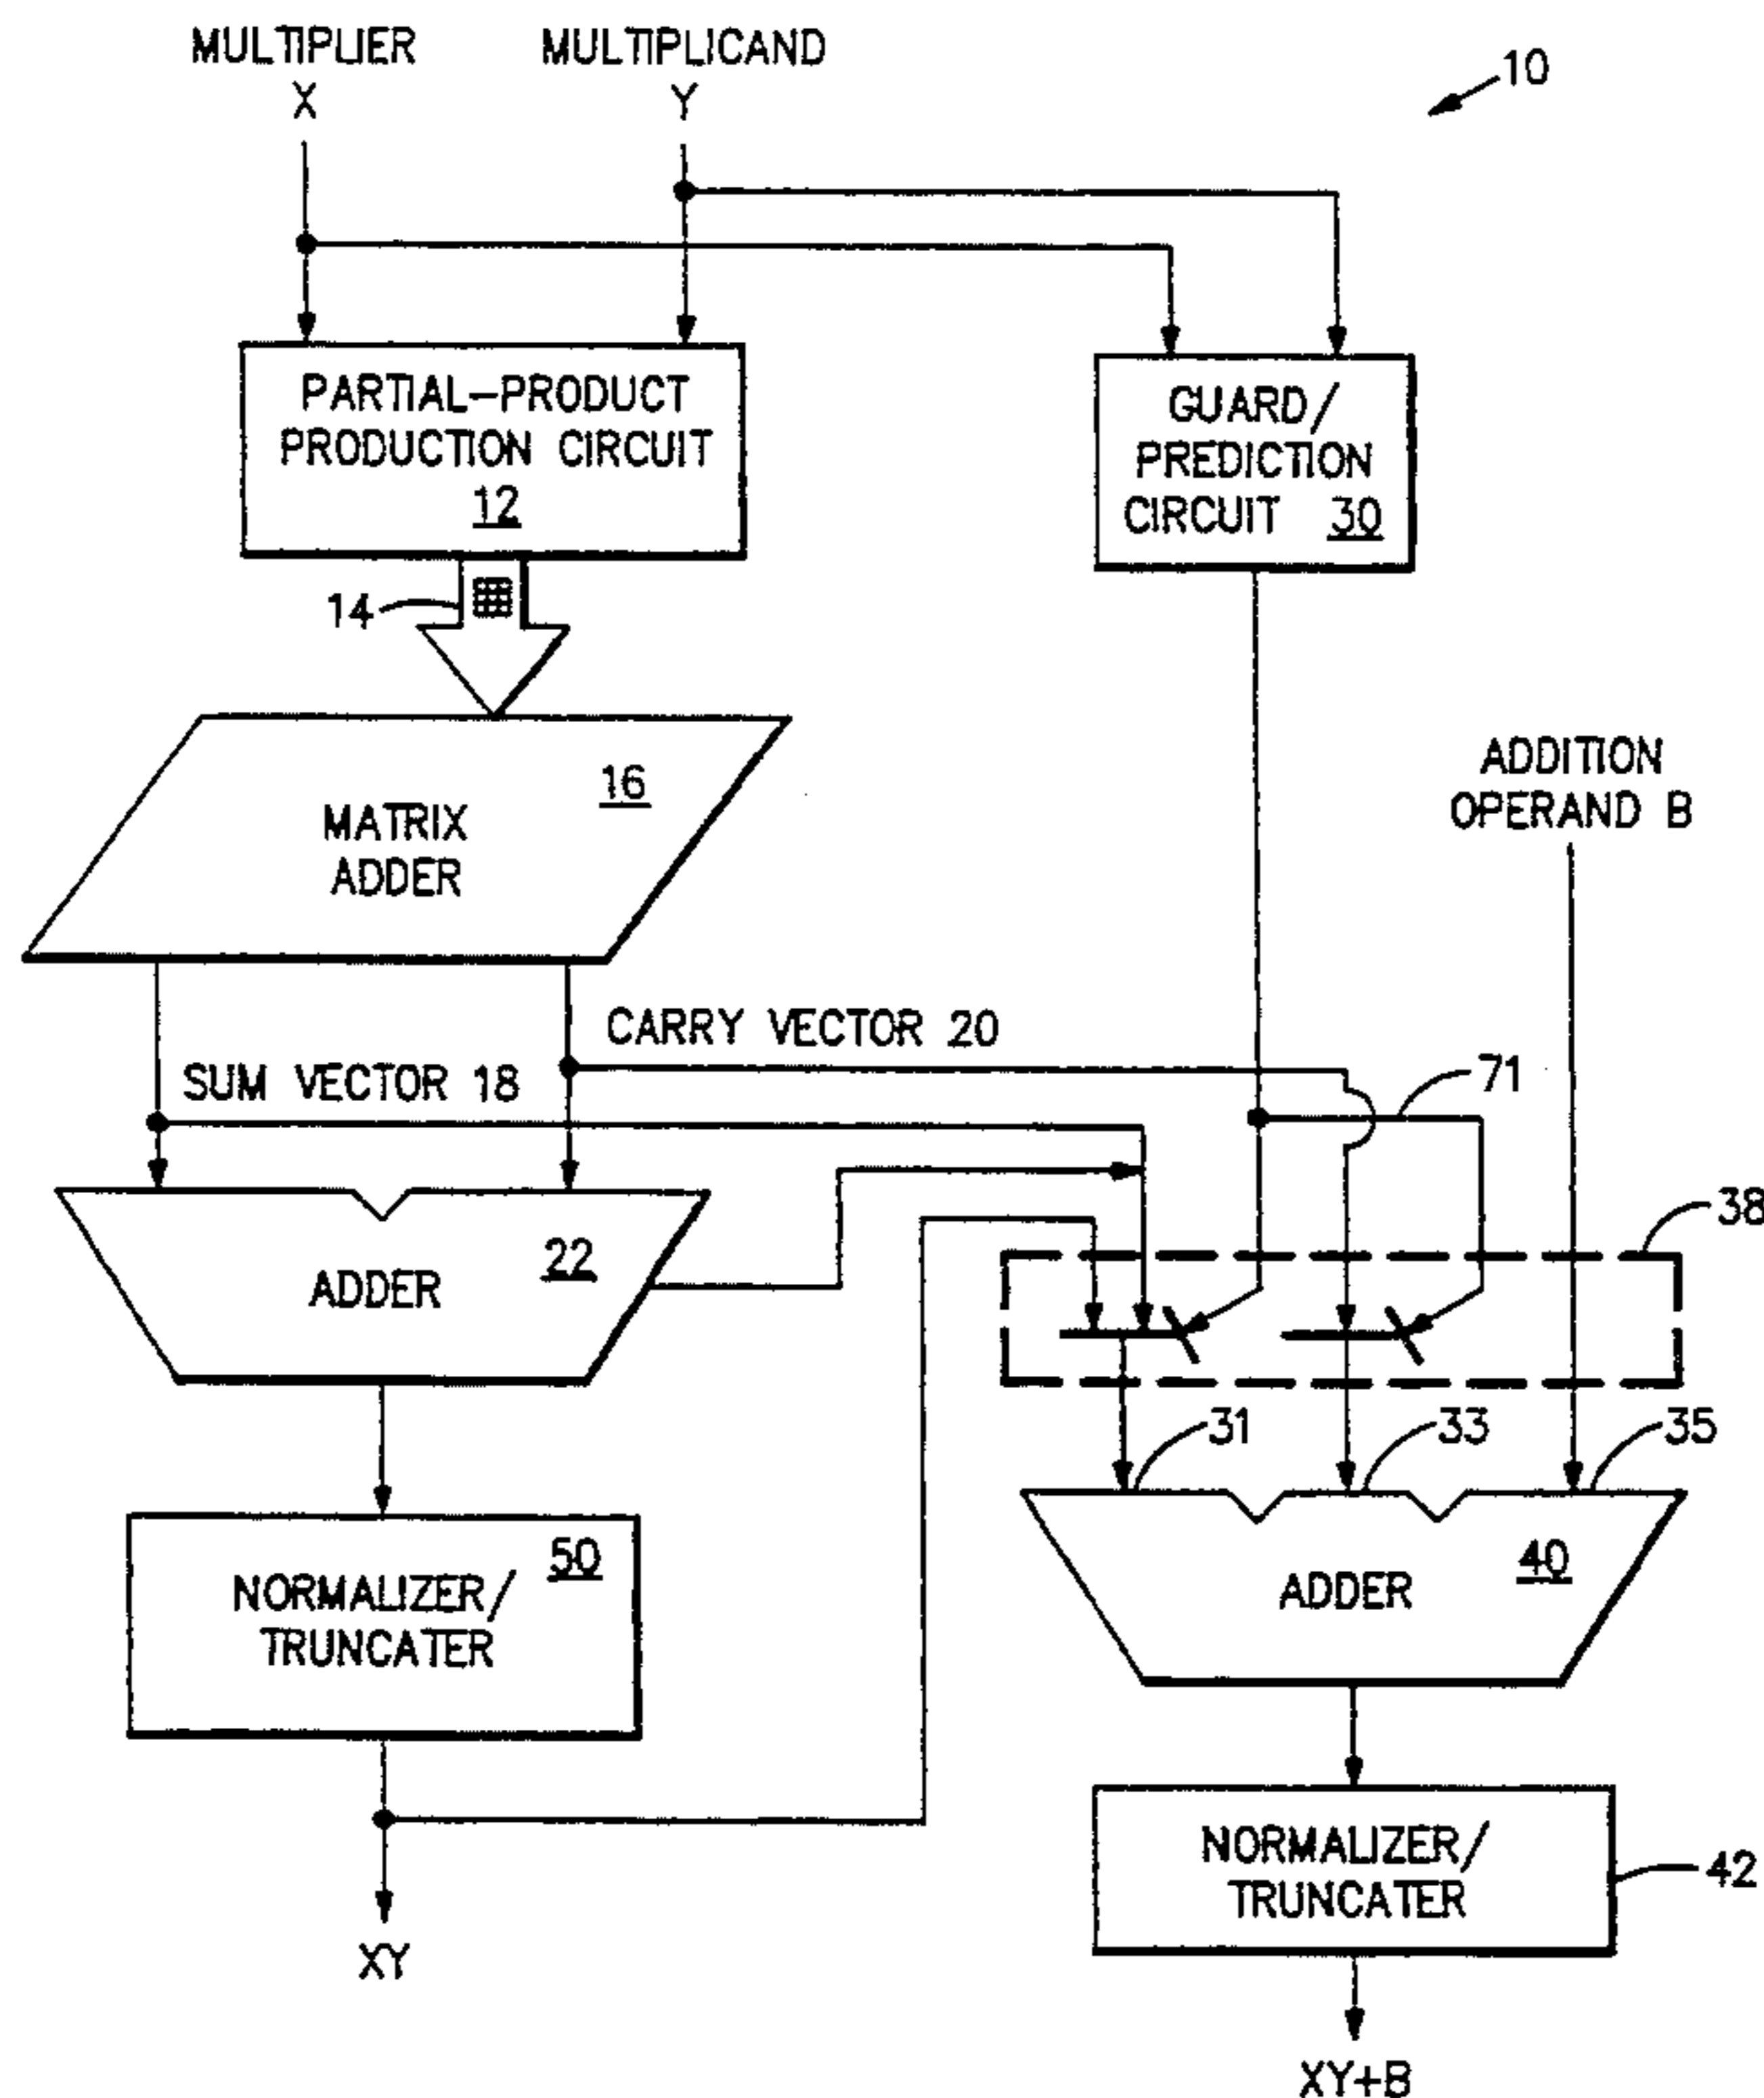 MULTIPLIER
X
MULTIPLICAND
Y
10
PARTIAL-PRODUCT
PRODUCTION CIRCUIT
12
GUARD/
PREDICTION
CIRCUIT 30
14
16
MATRIX
ADDER
ADDITION
OPERAND B
CARRY VECTOR 20
SUM VECTOR 18
71
38
22
ADDER
31
33
35
50
NORMALIZER/
TRUNCATER
40
ADDER
NORMALIZER/
TRUNCATER
42
XY
XY+B